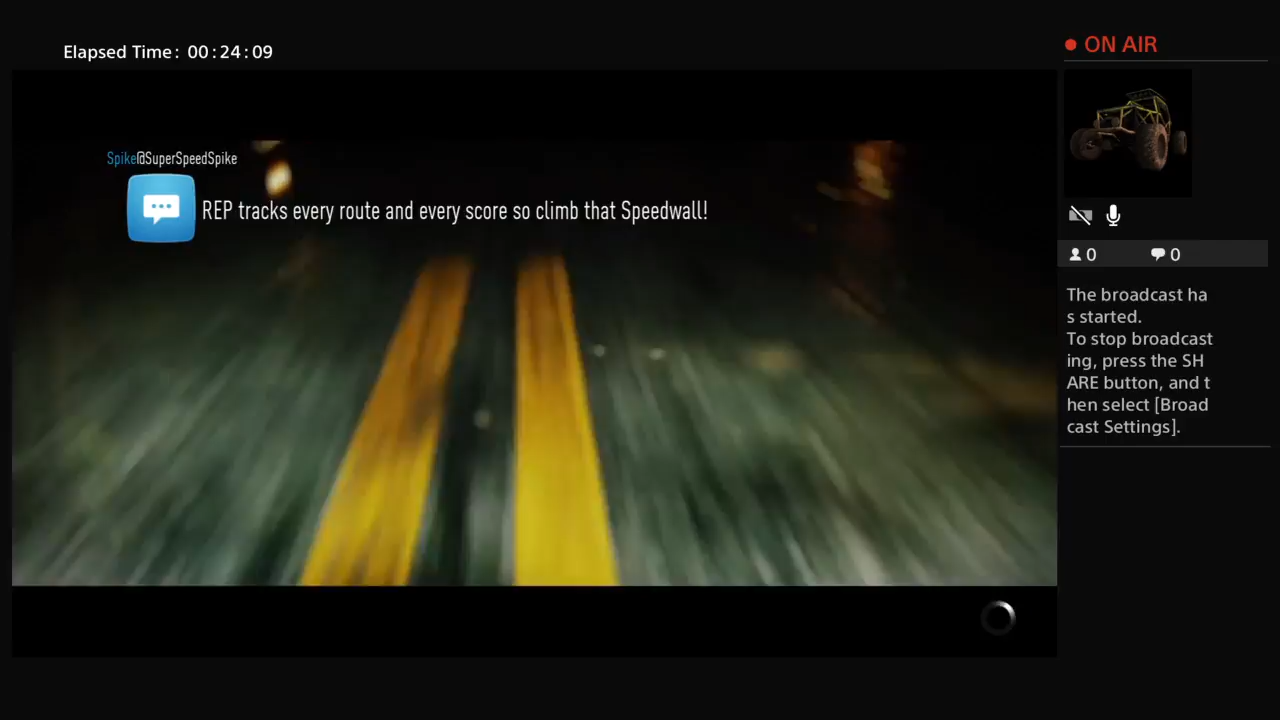 Elapsed Time: 00:24:09
ON AIR
Spike@SuperSpeedSpike
REP tracks every route and every score so climb that Speedwall!
0 0
The broadcast ha
s started.
To stop broadcast
ing, press the SH
ARE button, and t
hen select [Broad
cast Settings].